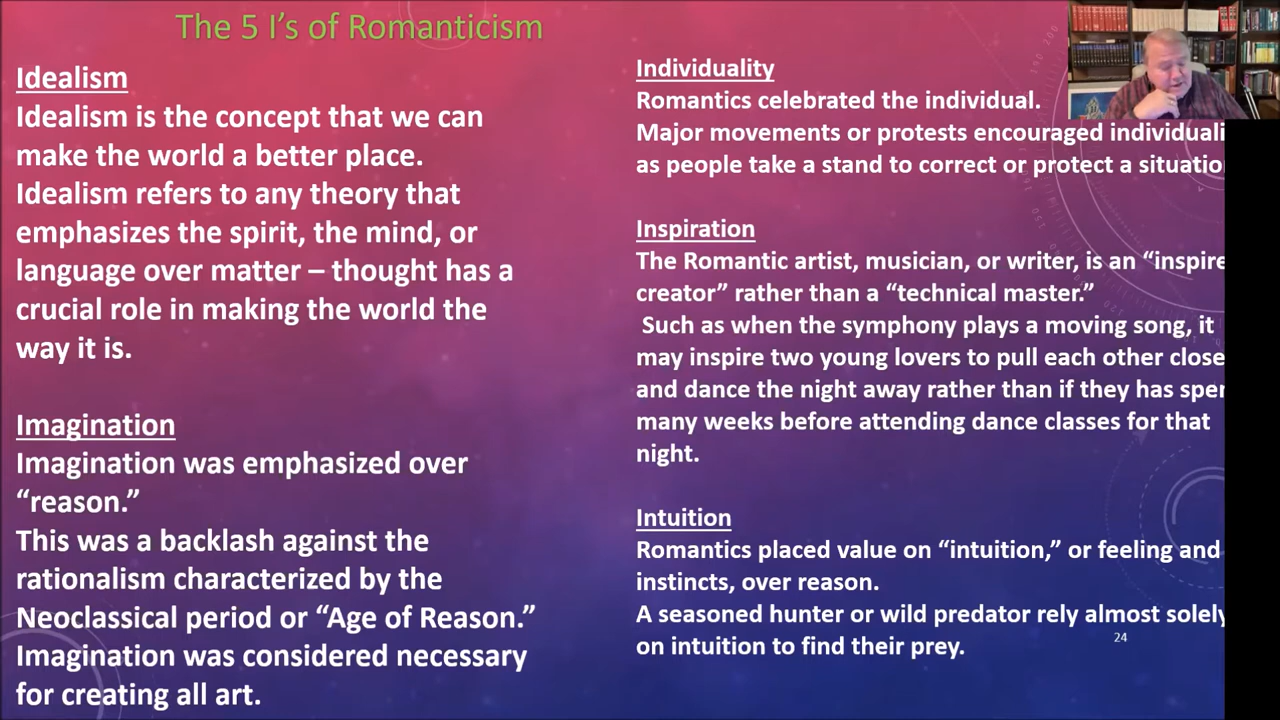 The 5 I's of Romanticism
Idealism
Idealism is the concept that we can
make the world a better place.
Idealism refers to any theory that
emphasizes the spirit, the mind, or
language over matter – thought has a
crucial role in making the world the
way it is.
Imagination
Imagination was emphasized over
“reason.”
This was a backlash against the
rationalism characterized by the
Neoclassical period or “Age of Reason.”
Imagination was considered necessary
for creating all art.
Individuality
Romantics celebrated the individual.
Major movements or protests encouraged individuali
as people take a stand to correct or protect a situatio
Inspiration
The Romantic artist, musician, or writer, is an “inspire
creator” rather than a “technical master.”
Such as when the symphony plays a moving song, it
may inspire two young lovers to pull each other close
and dance the night away rather than if they has spen
many weeks before attending dance classes for that
night.
Intuition
Romantics placed value on “intuition,” or feeling and
instincts, over reason.
A seasoned hunter or wild predator rely almost solely
on intuition to find their prey.
24